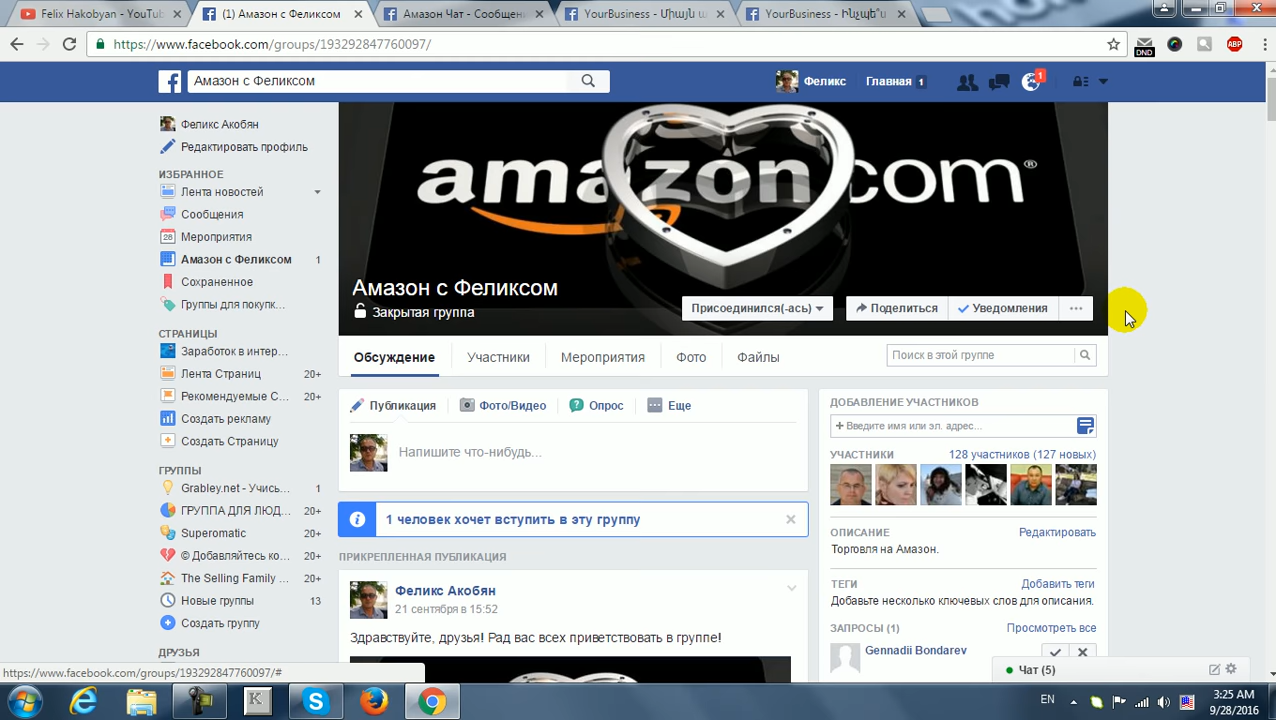 Felix Hakobyan - YouTub
(1) Амазон с Феликсом
Амазон Чат - Сообщени
YourBusiness - Միայն ա
YourBusiness - Ինչպե՞ս
https://www.facebook.com/groups/193292847760097/
DND
ABP
Амазон с Феликсом
Феликс
Главная 1
1
Феликс Акобян
Редактировать профиль
ИЗБРАННОЕ
Лента новостей
Сообщения
28 Мероприятия
Амазон с Феликсом 1
Сохраненное
Группы для покупк...
СТРАНИЦЫ
Заработок в интер...
Лента Страниц 20+
Рекомендуемые С... 20+
Создать рекламу
Создать Страницу
ГРУППЫ
Grabley.net - Учись... 1
ГРУППА ДЛЯ ЛЮД... 20+
Superomatic 20+
© Добавляйтесь ко... 20+
The Selling Family ... 20+
Новые группы 13
Создать группу
ДРУЗЬЯ
amazon.com®
Амазон с Феликсом
Закрытая группа
Присоединился(-ась)
Поделиться
Уведомления
Обсуждение
Участники
Мероприятия
Фото
Файлы
Поиск в этой группе
Публикация
Фото/Видео
Опрос
Еще
Напишите что-нибудь...
1 человек хочет вступить в эту группу
ПРИКРЕПЛЕННАЯ ПУБЛИКАЦИЯ
Феликс Акобян
21 сентября в 15:52
Здравствуйте, друзья! Рад вас всех приветствовать в группе!
ДОБАВЛЕНИЕ УЧАСТНИКОВ
+ Введите имя или эл. адрес...
УЧАСТНИКИ 128 участников (127 новых)
ОПИСАНИЕ Редактировать
Торговля на Амазон.
ТЕГИ Добавить теги
Добавьте несколько ключевых слов для описания.
ЗАПРОСЫ (1) Просмотреть все
Gennadii Bondarev
Чат (5)
https://www.facebook.com/groups/193292847760097/#
K
EN
3:25 AM
9/28/2016